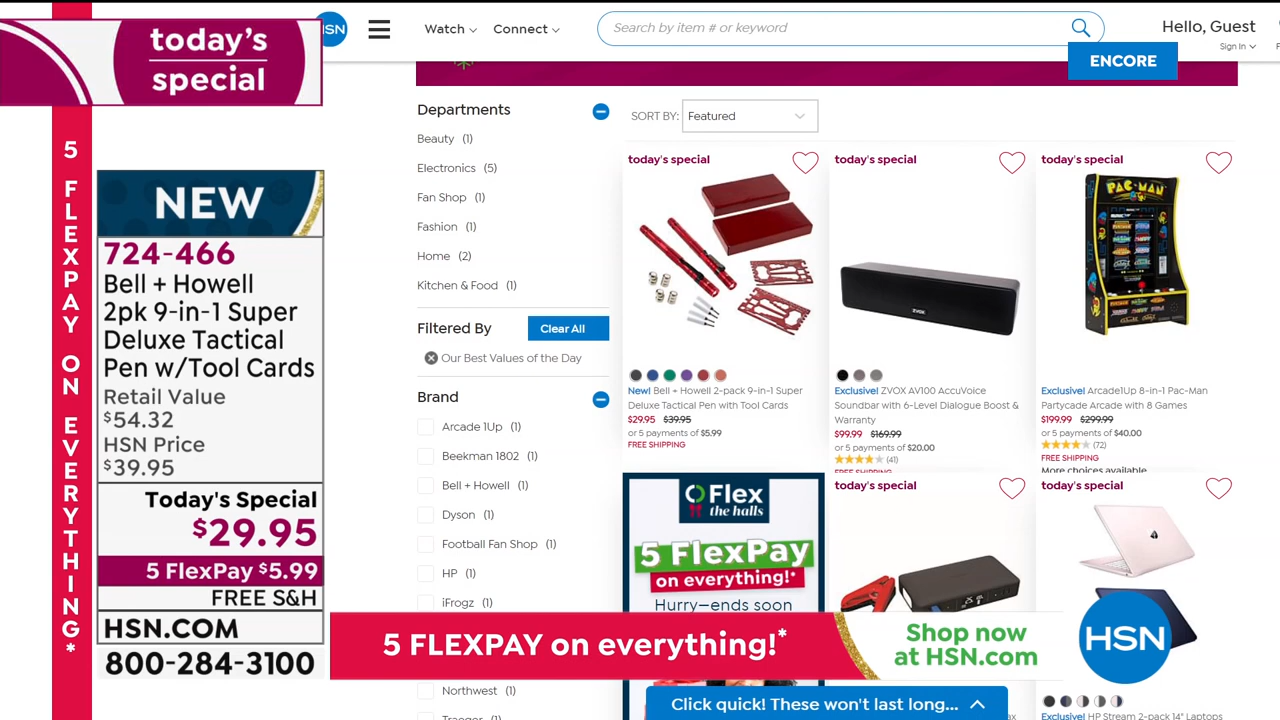 today's
special
5 FLEXPAY ON EVERYTHING*
NEW
724-466
Bell + Howell
2pk 9-in-1 Super
Deluxe Tactical
Pen w/Tool Cards
Retail Value
$54.32
HSN Price
$39.95
Today's Special
$29.95
5 FlexPay $5.99
FREE S&H
HSN.COM
800-284-3100
HSN
Watch
Connect
Search by item # or keyword
Hello, Guest
Sign In
ENCORE
Departments
Beauty (1)
Electronics (5)
Fan Shop (1)
Fashion (1)
Home (2)
Kitchen & Food (1)
Filtered By
Clear All
Our Best Values of the Day
Brand
Arcade 1Up (1)
Beekman 1802 (1)
Bell + Howell (1)
Dyson (1)
Football Fan Shop (1)
HP (1)
iFrogz (1)
Northwest (1)
Traeger (1)
SORT BY: Featured
today's special
New! Bell + Howell 2-pack 9-in-1 Super
Deluxe Tactical Pen with Tool Cards
$29.95 $39.95
or 5 payments of $5.99
FREE SHIPPING
today's special
ZVOX
Exclusive! ZVOX AV100 AccuVoice
Soundbar with 6-Level Dialogue Boost &
Warranty
$99.99 $169.99
or 5 payments of $20.00
(41)
FREE SHIPPING
today's special
PAC-MAN
Exclusive! Arcade1Up 8-in-1 Pac-Man
Partycade Arcade with 8 Games
$199.99 $299.99
or 5 payments of $40.00
(72)
FREE SHIPPING
More choices available
Flex
the halls
5 FlexPay
on everything!*
Hurry—ends soon
today's special
today's special
Exclusive! HP Stream 2-pack 14" Laptops
5 FLEXPAY on everything!*
Shop now
at HSN.com
HSN
Click quick! These won't last long...